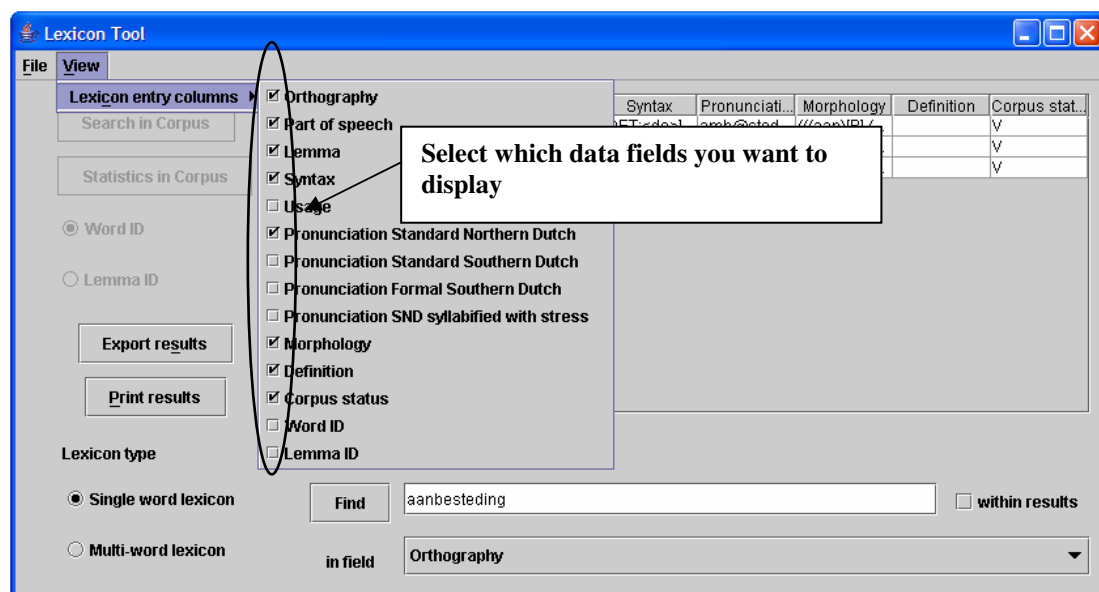 Lexicon Tool
File View
Lexicon entry columns
Search in Corpus
Statistics in Corpus
Word ID
Lemma ID
Export results
Print results
Orthography
Part of speech
Lemma
Syntax
Usage
Pronunciation Standard Northern Dutch
Pronunciation Standard Southern Dutch
Pronunciation Formal Southern Dutch
Pronunciation SND syllabified with stress
Morphology
Definition
Corpus status
Word ID
Lemma ID
Select which data fields you want to
display
Syntax Pronunciati... Morphology Definition Corpus stat...
V
V
V
Lexicon type
Single word lexicon
Multi-word lexicon
Find aanbesteding within results
in field Orthography